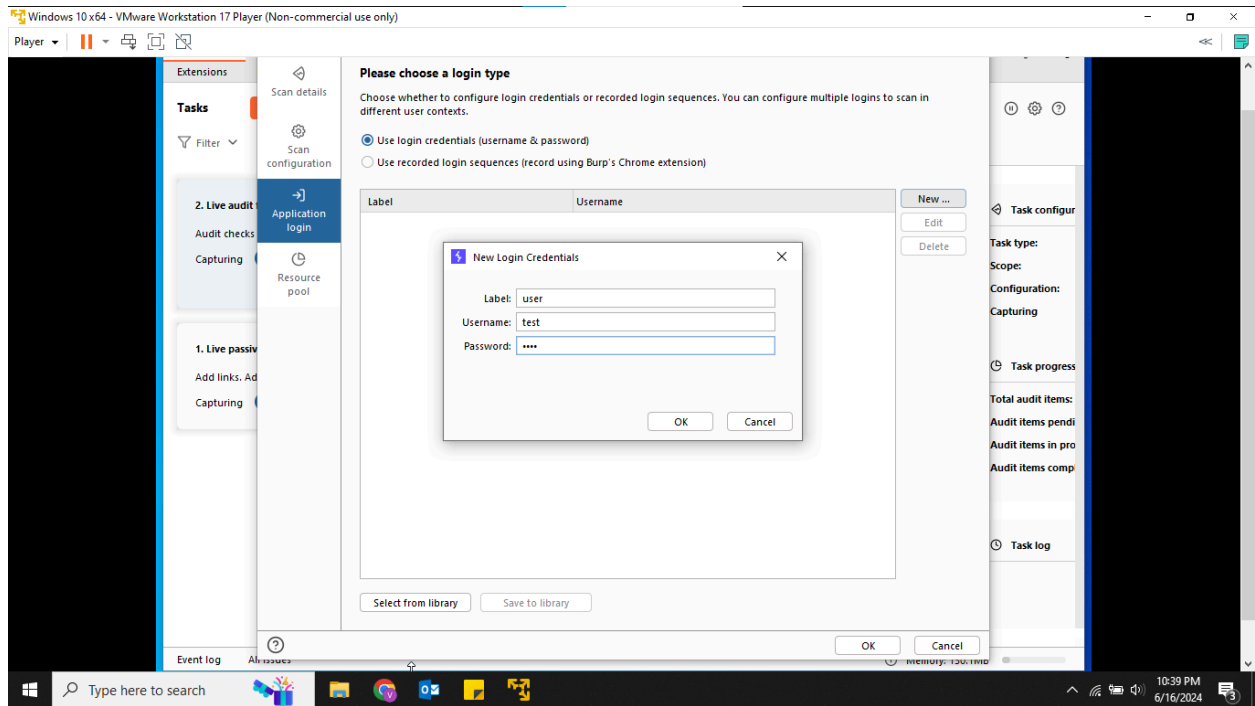 Windows 10 x64 - VMware Workstation 17 Player (Non-commercial use only)
Player
Extensions
Tasks
Filter
2. Live audit
Audit checks
Capturing
1. Live passiv
Add links. Ad
Capturing
Event log
All issues
Scan details
Scan
configuration
Application
login
Resource
pool
Please choose a login type
Choose whether to configure login credentials or recorded login sequences. You can configure multiple logins to scan in
different user contexts.
Use login credentials (username & password)
Use recorded login sequences (record using Burp's Chrome extension)
Label Username
New ...
Edit
Delete
New Login Credentials
Label: user
Username: test
Password: ••••
OK Cancel
Select from library Save to library
OK Cancel
Task configur
Task type:
Scope:
Configuration:
Capturing
Task progress
Total audit items:
Audit items pendi
Audit items in pro
Audit items comp
Task log
Memory: 150.1MB
Type here to search
10:39 PM
6/16/2024
3